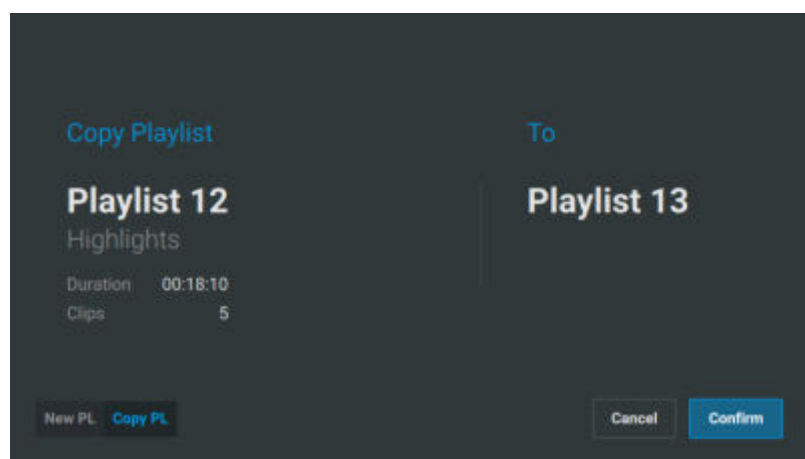 Copy Playlist
To
Playlist 12
Playlist 13
Highlights
Duration 00:18:10
Clips 5
New PL Copy PL
Cancel
Confirm